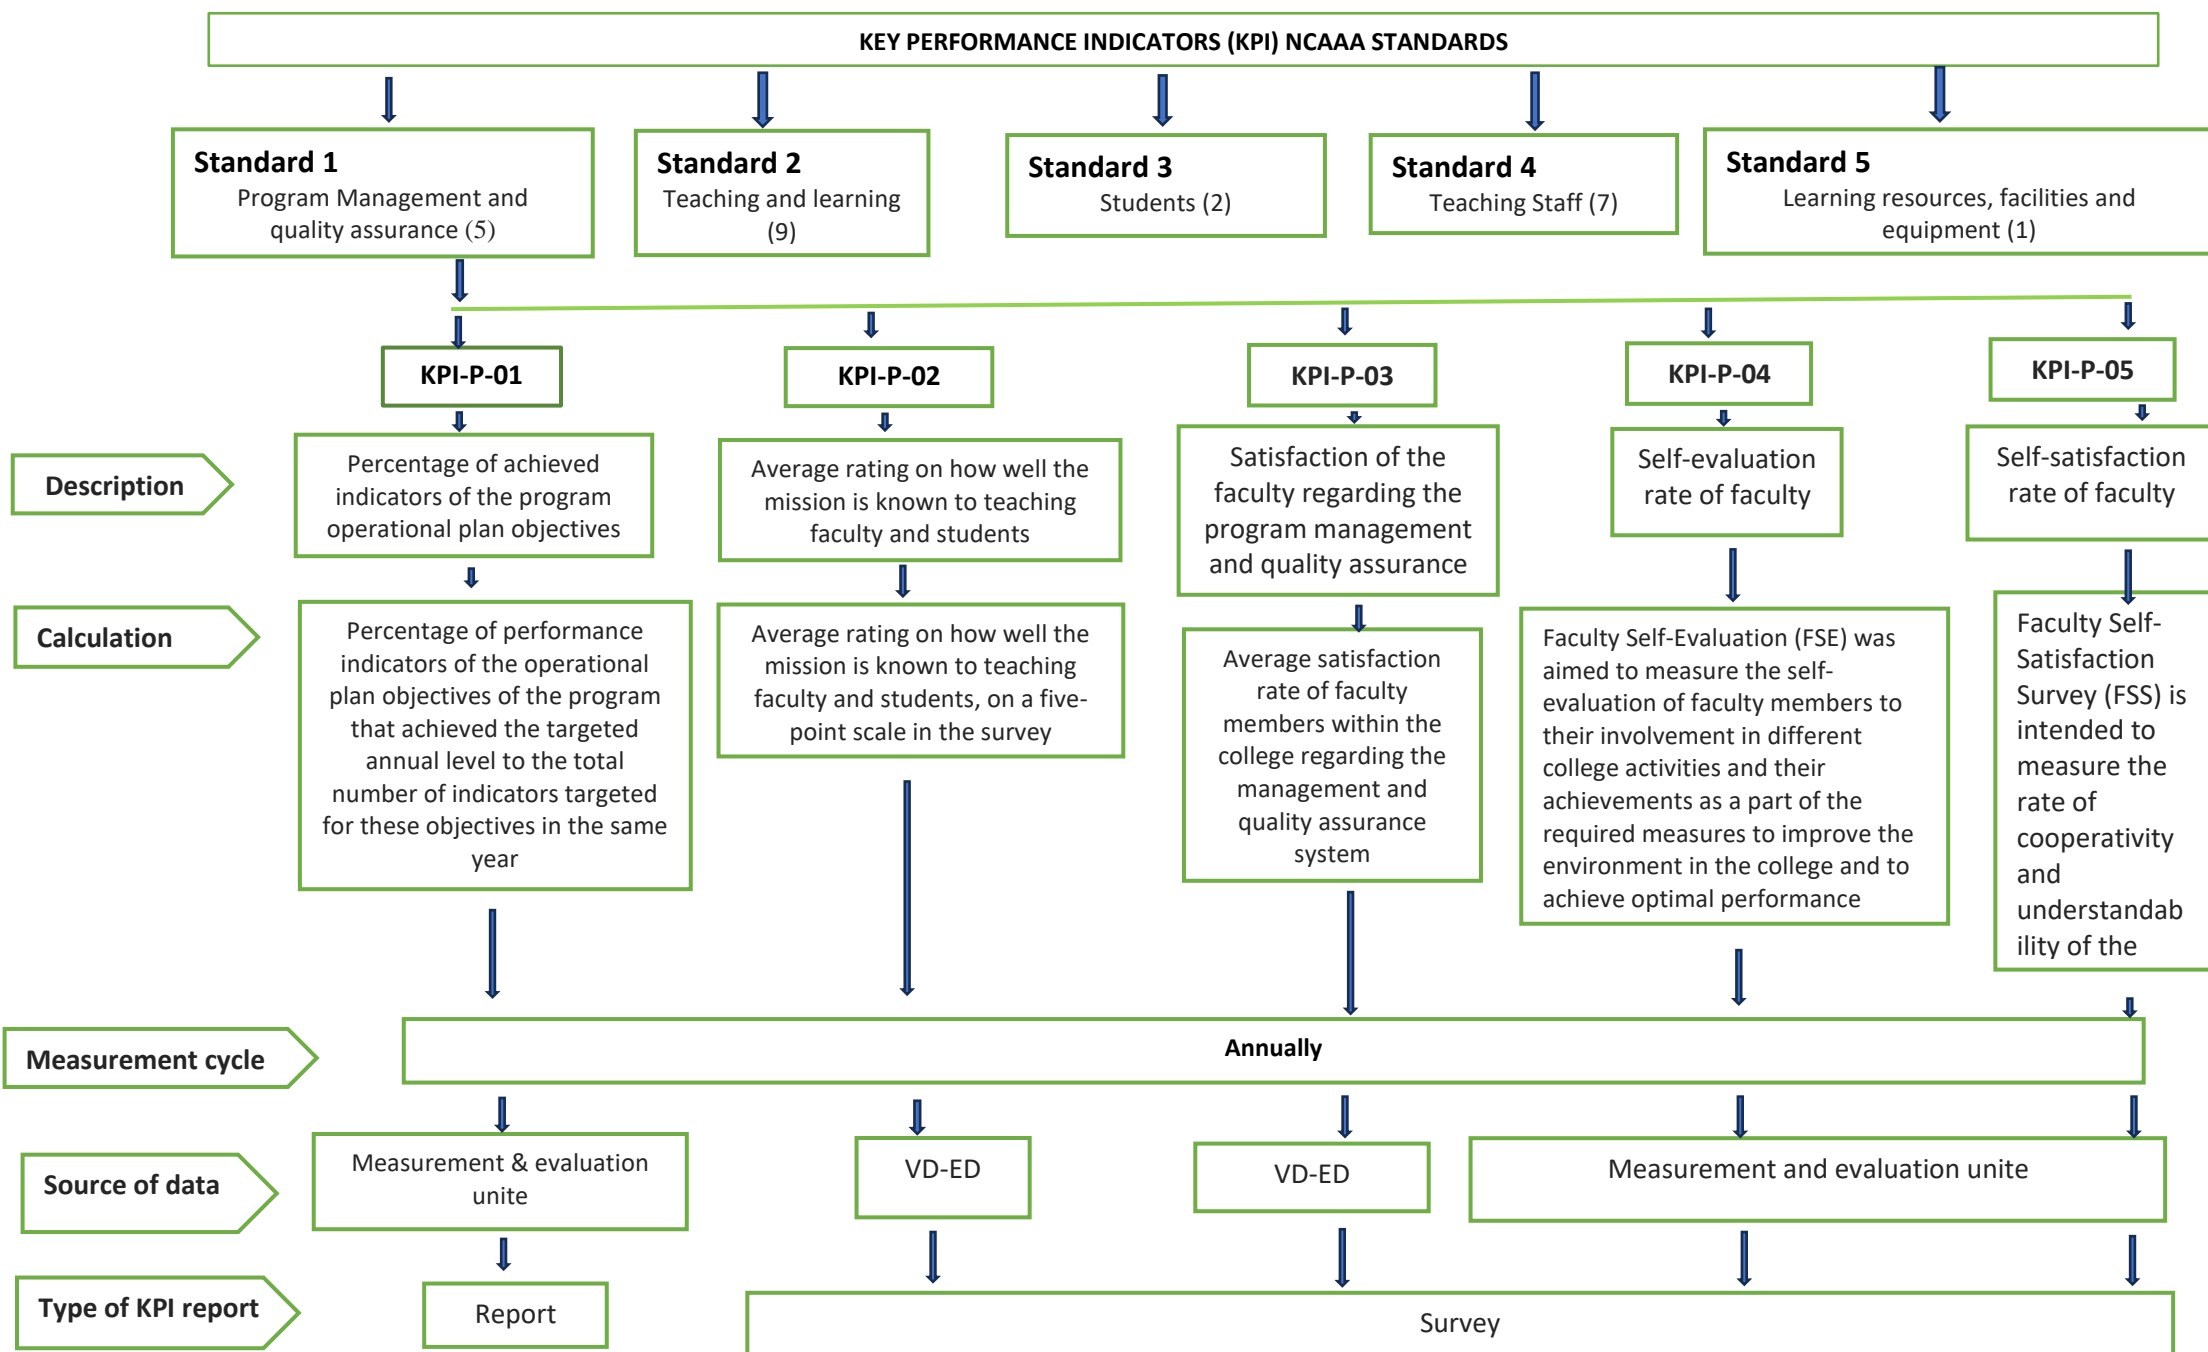 KEY PERFORMANCE INDICATORS (KPI) NCAAA STANDARDS
Standard 1
Program Management and
quality assurance (5)
Standard 2
Teaching and learning
(9)
Standard 3
Students (2)
Standard 4
Teaching Staff (7)
Standard 5
Learning resources, facilities and
equipment (1)
KPI-P-01
KPI-P-02
KPI-P-03
KPI-P-04
KPI-P-05
Description
Percentage of achieved
indicators of the program
operational plan objectives
Average rating on how well the
mission is known to teaching
faculty and students
Satisfaction of the
faculty regarding the
program management
and quality assurance
Self-evaluation
rate of faculty
Self-satisfaction
rate of faculty
Calculation
Percentage of performance
indicators of the operational
plan objectives of the program
that achieved the targeted
annual level to the total
number of indicators targeted
for these objectives in the same
year
Average rating on how well the
mission is known to teaching
faculty and students, on a five-
point scale in the survey
Average satisfaction
rate of faculty
members within the
college regarding the
management and
quality assurance
system
Faculty Self-Evaluation (FSE) was
aimed to measure the self-
evaluation of faculty members to
their involvement in different
college activities and their
achievements as a part of the
required measures to improve the
environment in the college and to
achieve optimal performance
Faculty Self-
Satisfaction
Survey (FSS) is
intended to
measure the
rate of
cooperativity
and
understandab
ility of the
Measurement cycle
Annually
Source of data
Measurement & evaluation
unite
VD-ED
VD-ED
Measurement and evaluation unite
Type of KPI report
Report
Survey